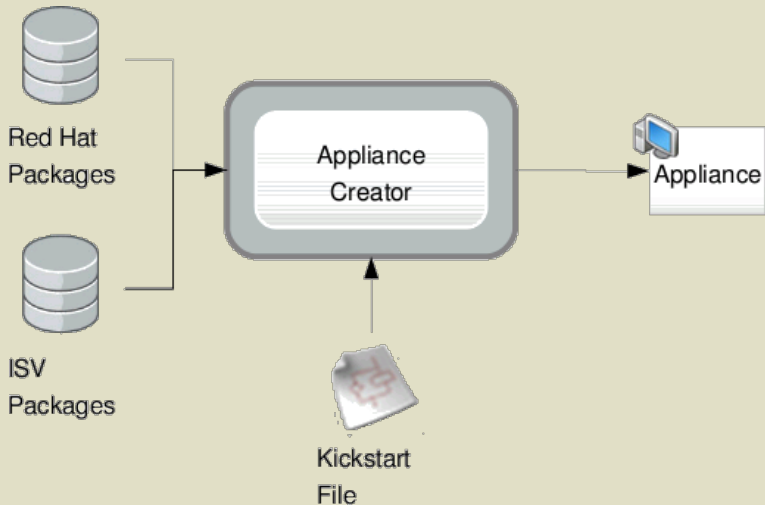 Red Hat
Packages
Appliance
Creator
Appliance
ISV
Packages
Kickstart
File